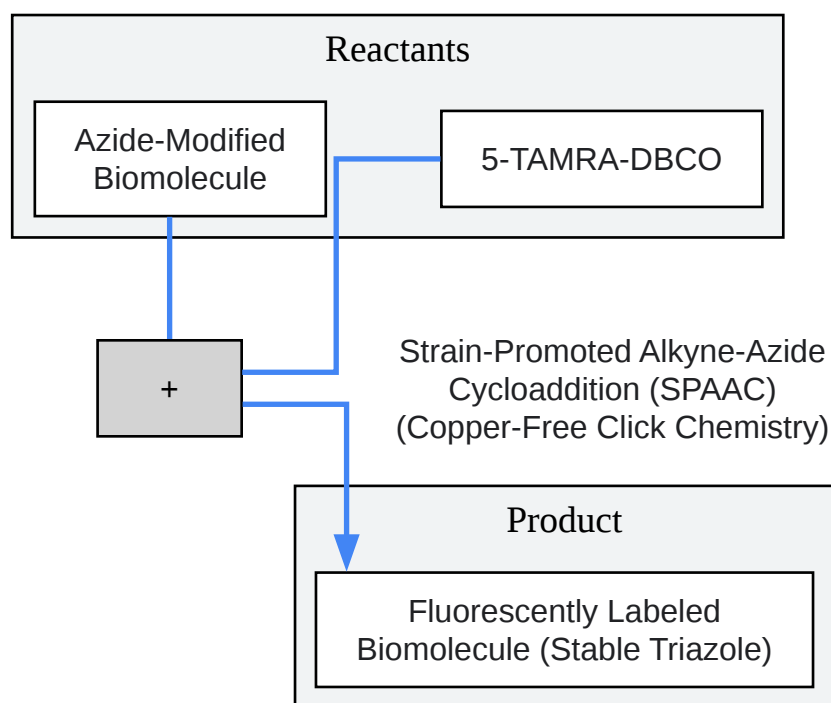 Reactants
Azide-Modified
Biomolecule
5-TAMRA-DBCO
+
Strain-Promoted Alkyne-Azide
Cycloaddition (SPAAC)
(Copper-Free Click Chemistry)
Product
Fluorescently Labeled
Biomolecule (Stable Triazole)